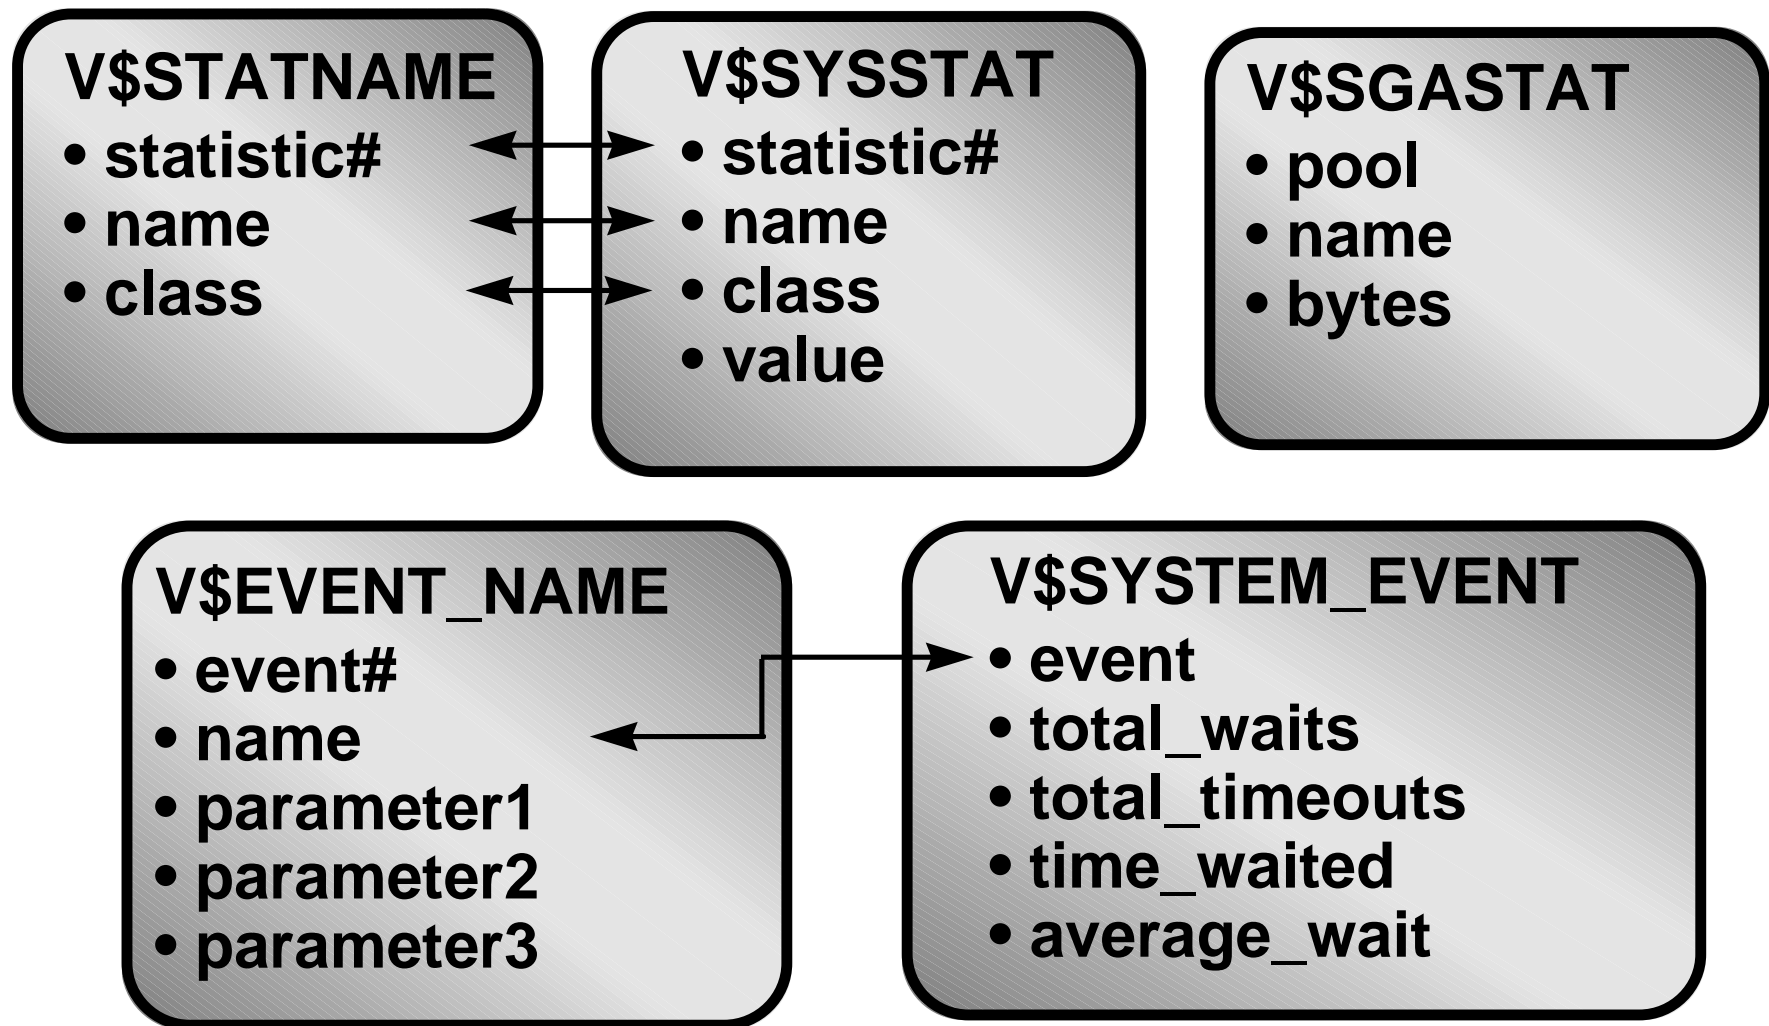 V$STATNAME
• statistic#
• name
• class
V$SYSSTAT
• statistic#
• name
• class
• value
V$SGASTAT
• pool
• name
• bytes
V$EVENT_NAME
• event#
• name
• parameter1
• parameter2
• parameter3
V$SYSTEM_EVENT
• event
• total_waits
• total_timeouts
• time_waited
• average_wait